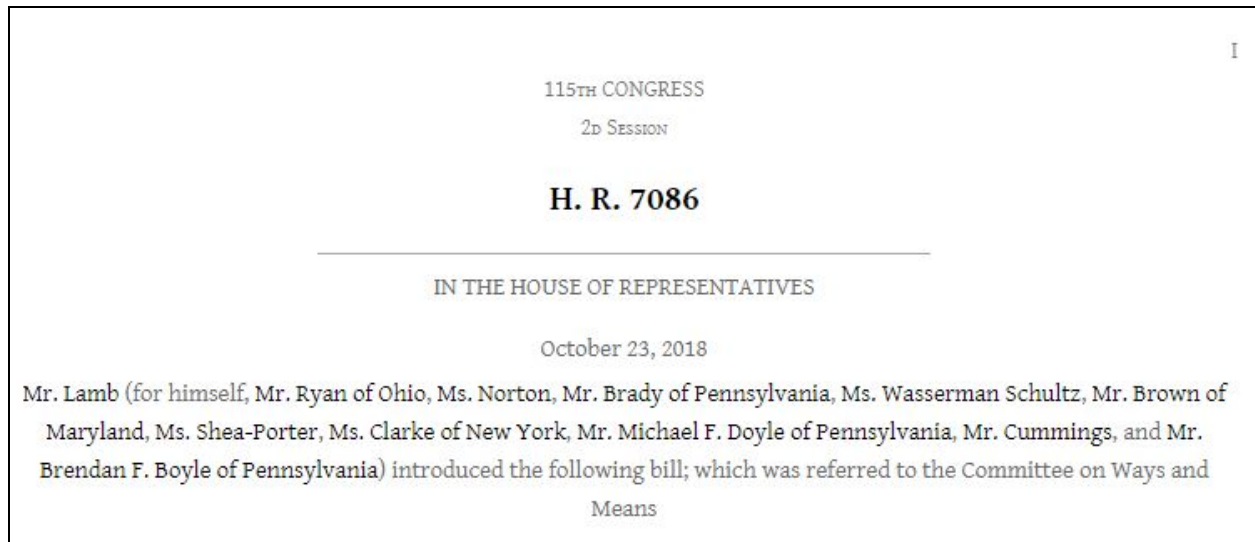 I
115TH CONGRESS
2D SESSION
H. R. 7086
IN THE HOUSE OF REPRESENTATIVES
October 23, 2018
Mr. Lamb (for himself, Mr. Ryan of Ohio, Ms. Norton, Mr. Brady of Pennsylvania, Ms. Wasserman Schultz, Mr. Brown of
Maryland, Ms. Shea-Porter, Ms. Clarke of New York, Mr. Michael F. Doyle of Pennsylvania, Mr. Cummings, and Mr.
Brendan F. Boyle of Pennsylvania) introduced the following bill; which was referred to the Committee on Ways and
Means